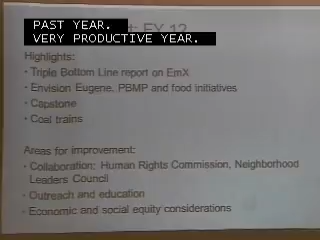 PAST YEAR.
VERY PRODUCTIVE YEAR.
FY 12
Highlights:
· Triple Bottom Line report on EmX
· Envision Eugene, PBMP and food initiatives
· Capstone
· Coal trains
Areas for improvement:
· Collaboration: Human Rights Commission, Neighborhood
Leaders Council
· Outreach and education
· Economic and social equity considerations